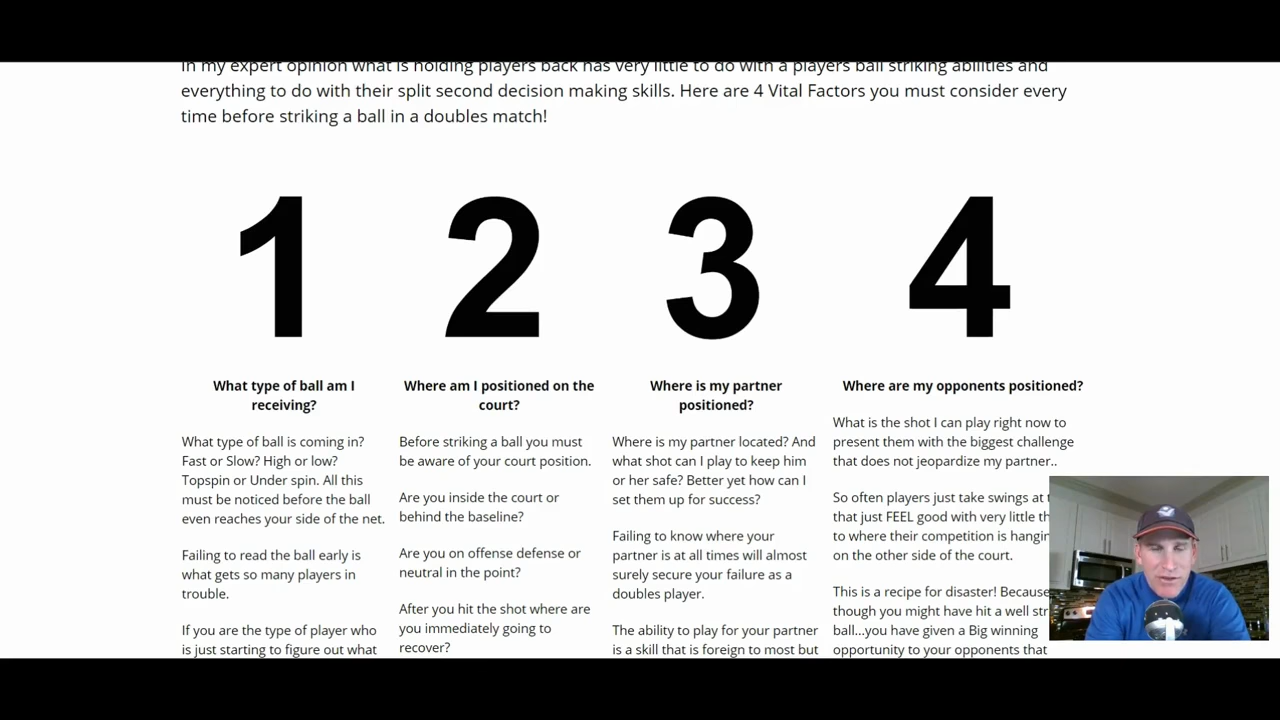 In my expert opinion what is holding players back has very little to do with a players ball striking abilities and
everything to do with their split second decision making skills. Here are 4 Vital Factors you must consider every
time before striking a ball in a doubles match!
1
2
3
4
What type of ball am I
receiving?
What type of ball is coming in?
Fast or Slow? High or low?
Topspin or Under spin. All this
must be noticed before the ball
even reaches your side of the net.
Failing to read the ball early is
what gets so many players in
trouble.
If you are the type of player who
is just starting to figure out what
Where am I positioned on the
court?
Before striking a ball you must
be aware of your court position.
Are you inside the court or
behind the baseline?
Are you on offense defense or
neutral in the point?
After you hit the shot where are
you immediately going to
recover?
Where is my partner
positioned?
Where is my partner located? And
what shot can I play to keep him
or her safe? Better yet how can I
set them up for success?
Failing to know where your
partner is at all times will almost
surely secure your failure as a
doubles player.
The ability to play for your partner
is a skill that is foreign to most but
Where are my opponents positioned?
What is the shot I can play right now to
present them with the biggest challenge
that does not jeopardize my partner..
So often players just take swings at
that just FEEL good with very little
to where their competition is
on the other side of the court.
This is a recipe for disaster! Because
though you might have hit a well
ball...you have given a Big winning
opportunity to your opponents that